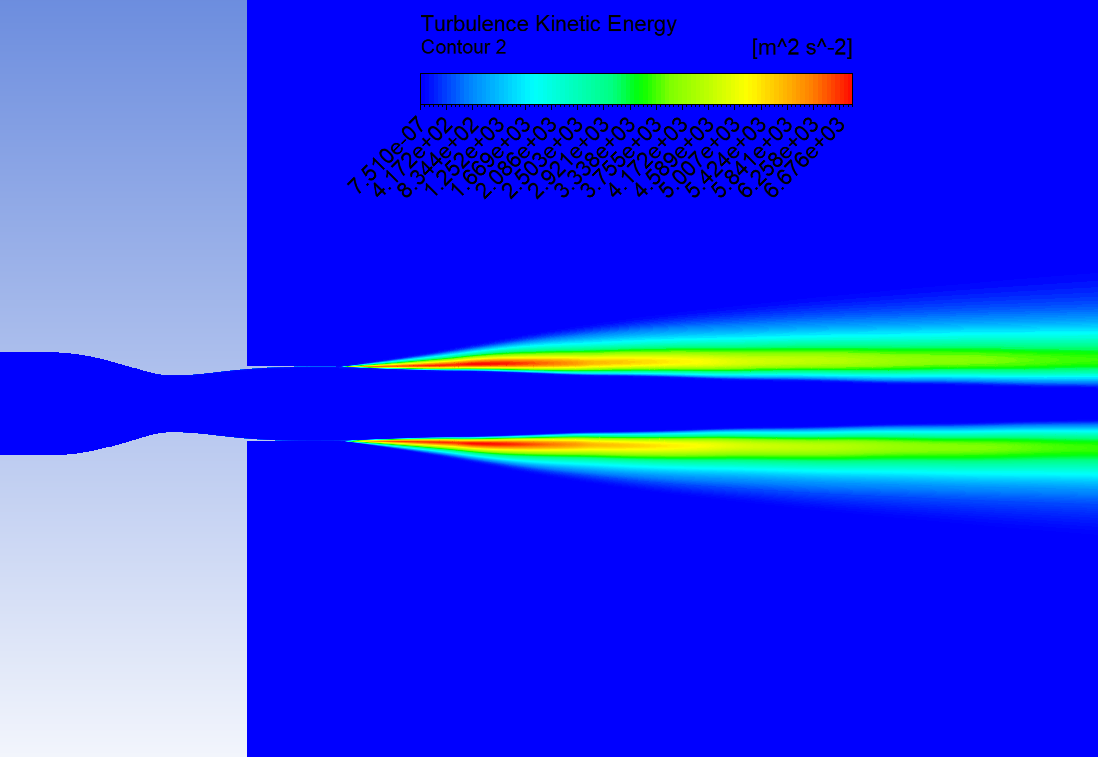 Turbulence Kinetic Energy
Contour 2
[m^2 s^-2]
7.510e-07
4.172e+02
8.344e+02
1.252e+03
1.669e+03
2.086e+03
2.503e+03
2.921e+03
3.338e+03
3.755e+03
4.172e+03
4.589e+03
5.007e+03
5.424e+03
5.841e+03
6.258e+03
6.676e+03